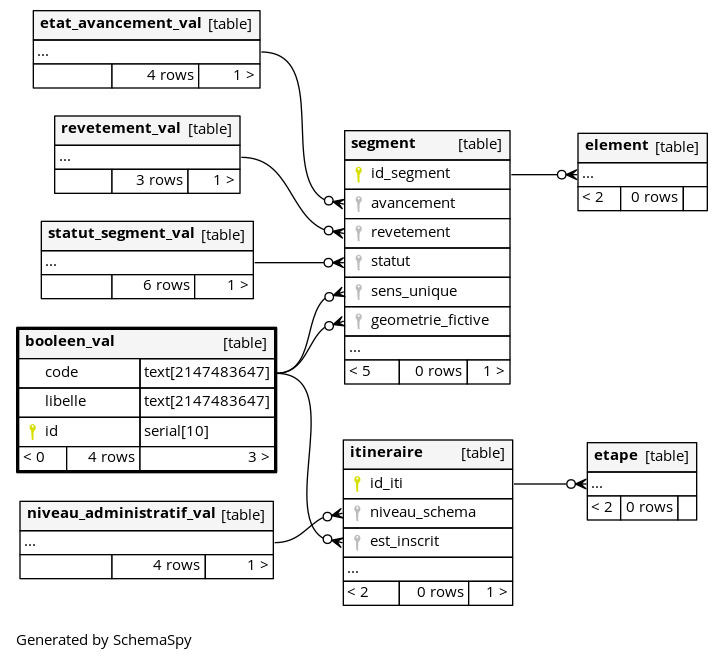 etat_avancement_val [table]
...
4 rows 1 >
revetement_val [table]
...
3 rows 1 >
statut_segment_val [table]
...
6 rows 1 >
booleen_val [table]
code text[2147483647]
libelle text[2147483647]
id serial[10]
< 0 4 rows 3 >
niveau_administratif_val [table]
...
4 rows 1 >
segment [table]
id_segment
avancement
revetement
statut
sens_unique
geometrie_fictive
...
< 5 0 rows 1 >
itineraire [table]
id_iti
niveau_schema
est_inscrit
...
< 2 0 rows 1 >
element [table]
...
< 2 0 rows
etape [table]
...
< 2 0 rows
Generated by SchemaSpy